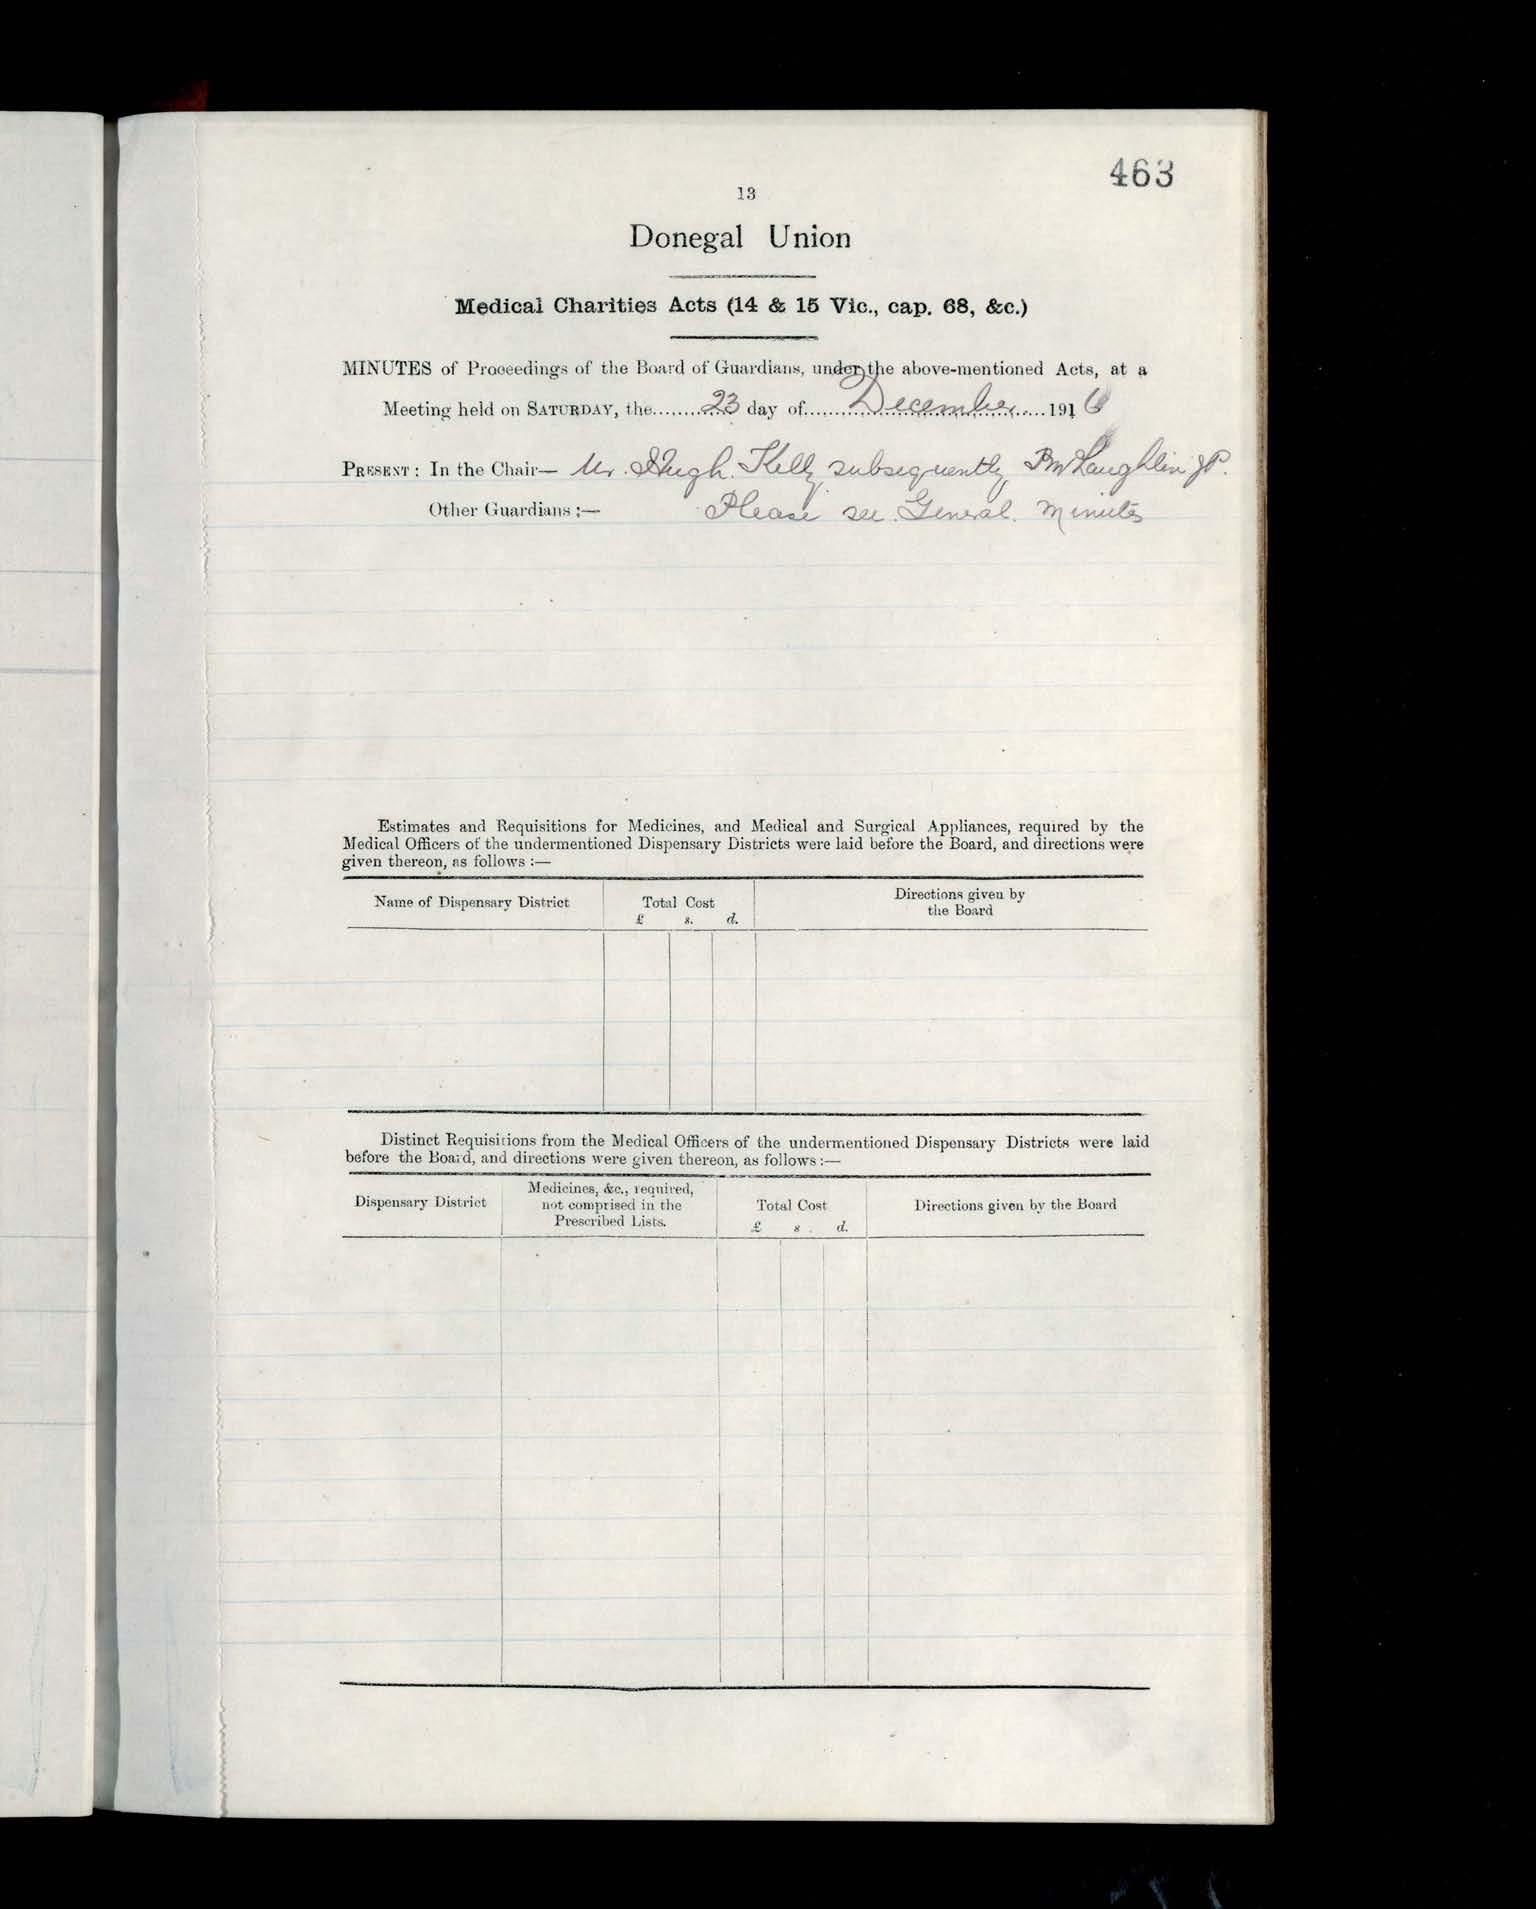 463
13
Donegal Union
Medical Charities Acts (14 & 15 Vic., cap. 68, &c.)
MINUTES of Proceedings of the Board of Guardians, under the above-mentioned Acts, at a
Meeting held on SATURDAY, the........23 day of......December......1916
PRESENT: In the Chair— Mr. Hugh Kelly subsequently P McLaughlin JP.
Other Guardians :— Please see General Minutes
Estimates and Requisitions for Medicines, and Medical and Surgical Appliances, required by the
Medical Officers of the undermentioned Dispensary Districts were laid before the Board, and directions were
given thereon, as follows :—
Name of Dispensary District Total Cost Directions given by
£ s. d. the Board
Distinct Requisitions from the Medical Officers of the undermentioned Dispensary Districts were laid
before the Board, and directions were given thereon, as follows :—
Dispensary District Medicines, &c., required, not comprised in the Prescribed Lists. Total Cost Directions given by the Board
£ s. d.